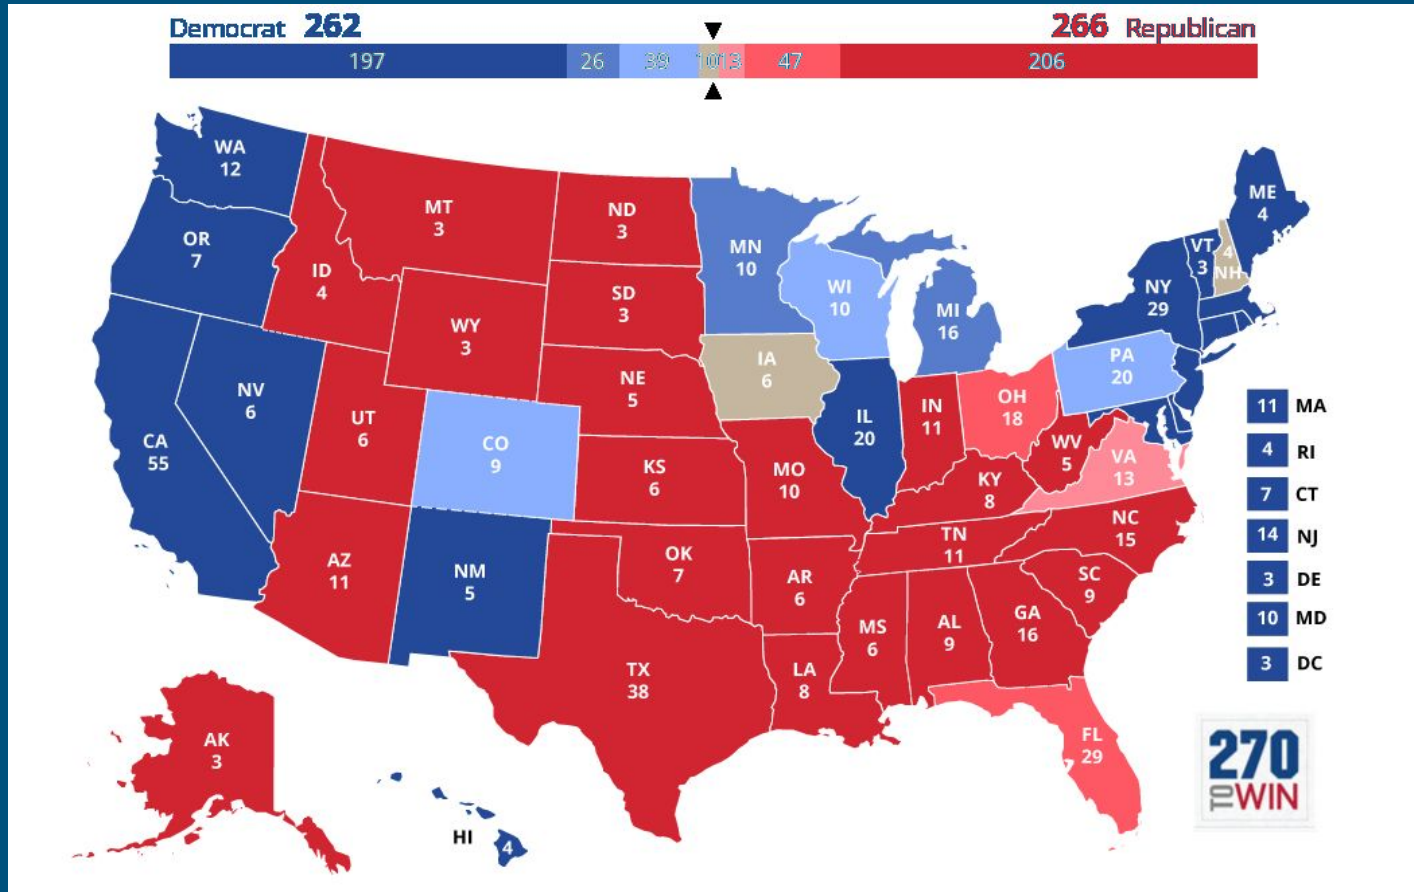 Democrat 262
266 Republican
197 26 39 10 13 47 206
WA
12
OR
7
CA
55
NV
6
ID
4
MT
3
WY
3
UT
6
AZ
11
CO
9
NM
5
ND
3
SD
3
NE
5
KS
6
OK
7
TX
38
MN
10
IA
6
MO
10
AR
6
LA
8
WI
10
IL
20
MI
16
IN
11
OH
18
KY
8
TN
11
MS
6
AL
9
GA
16
FL
29
SC
9
NC
15
VA
13
WV
5
PA
20
NY
29
VT
3
4
NH
ME
4
AK
3
HI
4
11 MA
4 RI
7 CT
14 NJ
3 DE
10 MD
3 DC
270
TO WIN